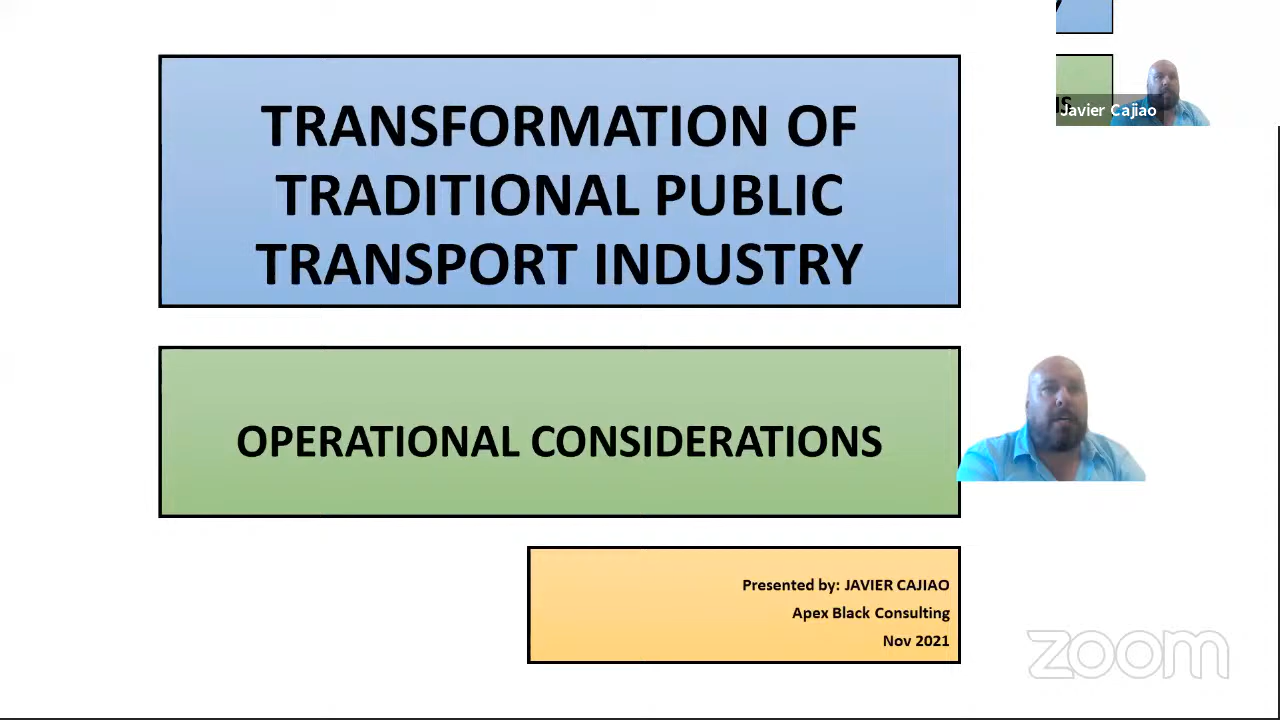 TRANSFORMATION OF
TRADITIONAL PUBLIC
TRANSPORT INDUSTRY
Javier Cajiao
OPERATIONAL CONSIDERATIONS
Presented by: JAVIER CAJIAO
Apex Black Consulting
Nov 2021
zoom